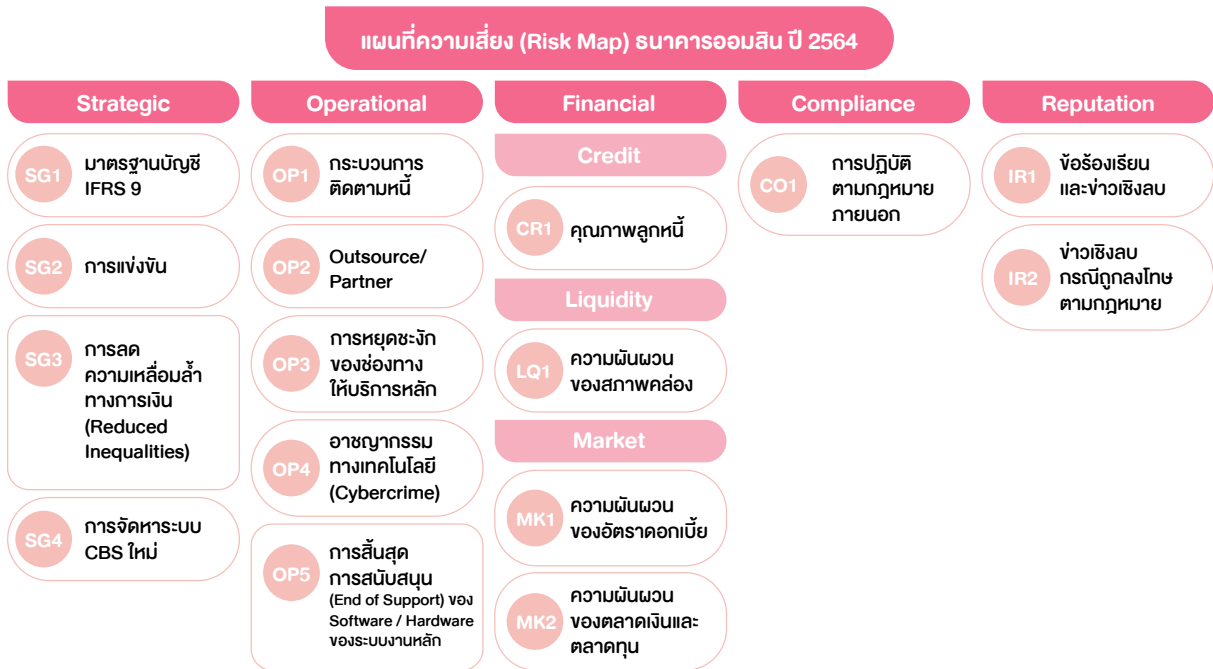 แผนที่ความเสี่ยง (Risk Map) ธนาคารออมสิน ปี 2564
Strategic
SG1
มาตรฐานบัญชี
IFRS 9
SG2
การแข่งขัน
SG3
การลด
ความเหลื่อมล้ำ
ทางการเงิน
(Reduced
Inequalities)
SG4
การจัดหาระบบ
CBS ใหม่
Operational
OP1
กระบวนการ
ติดตามหนี้
OP2
Outsource/
Partner
OP3
การหยุดชะงัก
ของช่องทาง
ให้บริการหลัก
OP4
อาชญากรรม
ทางเทคโนโลยี
(Cybercrime)
OP5
การสิ้นสุด
การสนับสนุน
(End of Support) ของ
Software / Hardware
ของระบบงานหลัก
Financial
Credit
CR1
คุณภาพลูกหนี้
Liquidity
LQ1
ความผันผวน
ของสภาพคล่อง
Market
MK1
ความผันผวน
ของอัตราดอกเบี้ย
MK2
ความผันผวน
ของตลาดเงินและ
ตลาดทุน
Compliance
CO1
การปฏิบัติ
ตามกฎหมาย
ภายนอก
Reputation
IR1
ข้อร้องเรียน
และข่าวเชิงลบ
IR2
ข่าวเชิงลบ
กรณีถูกลงโทษ
ตามกฎหมาย